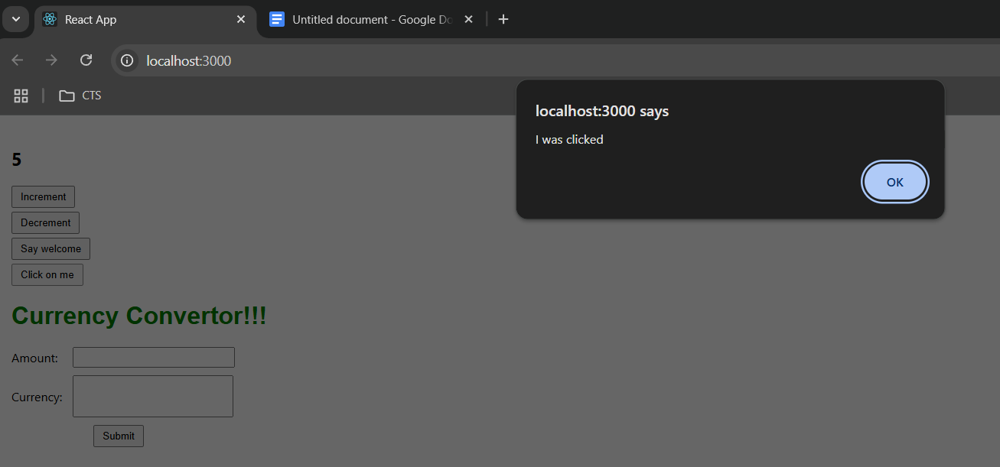 React App
Untitled document - Google Do
localhost:3000
CTS
localhost:3000 says
I was clicked
OK
5
Increment
Decrement
Say welcome
Click on me
Currency Convertor!!!
Amount:
Currency:
Submit